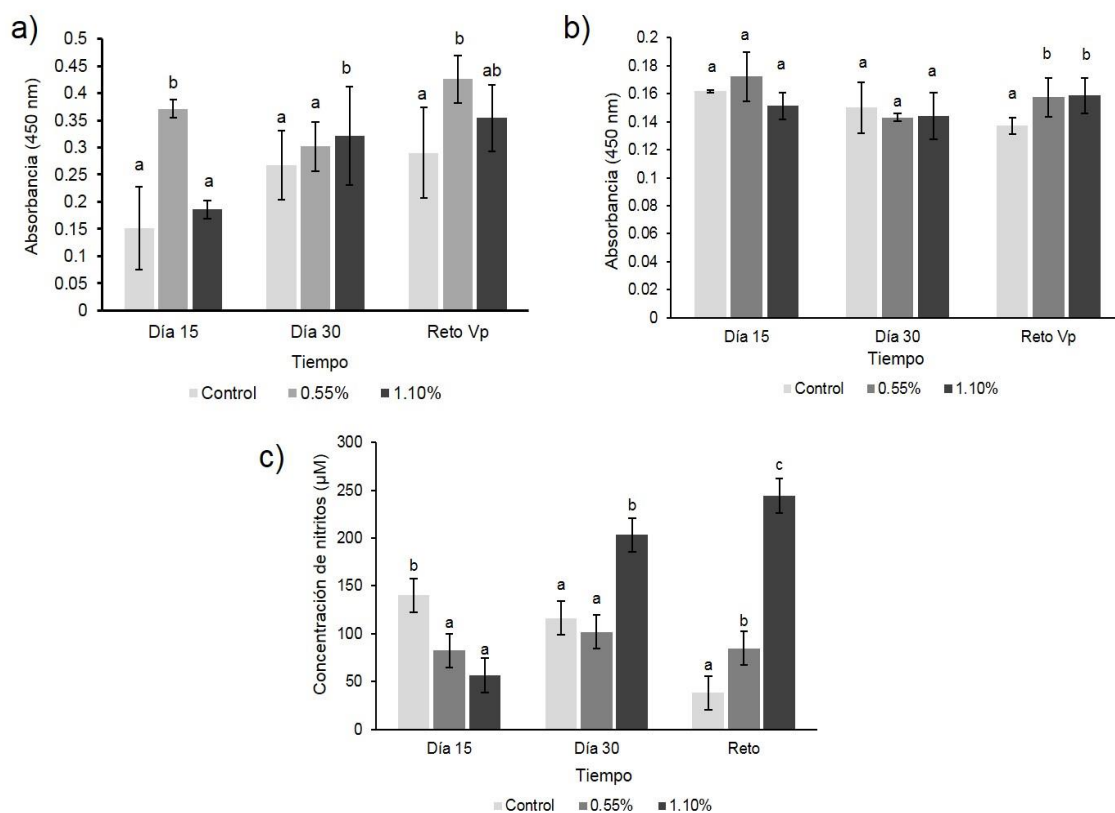 a)
Absorbancia (450 nm)
0.5
0.45
0.4
0.35
0.3
0.25
0.2
0.15
0.1
0.05
0
a b a
a a b
a b ab
Día 15 Día 30 Reto Vp
Tiempo
Control 0.55% 1.10%
b)
Absorbancia (450 nm)
0.2
0.18
0.16
0.14
0.12
0.1
0.08
0.06
0.04
0.02
0
a a a
a a a
a b b
Día 15 Día 30 Reto Vp
Tiempo
Control 0.55% 1.10%
c)
Concentración de nitritos (µM)
300
250
200
150
100
50
0
b a a
a a b
a b c
Día 15 Día 30 Reto
Tiempo
Control 0.55% 1.10%